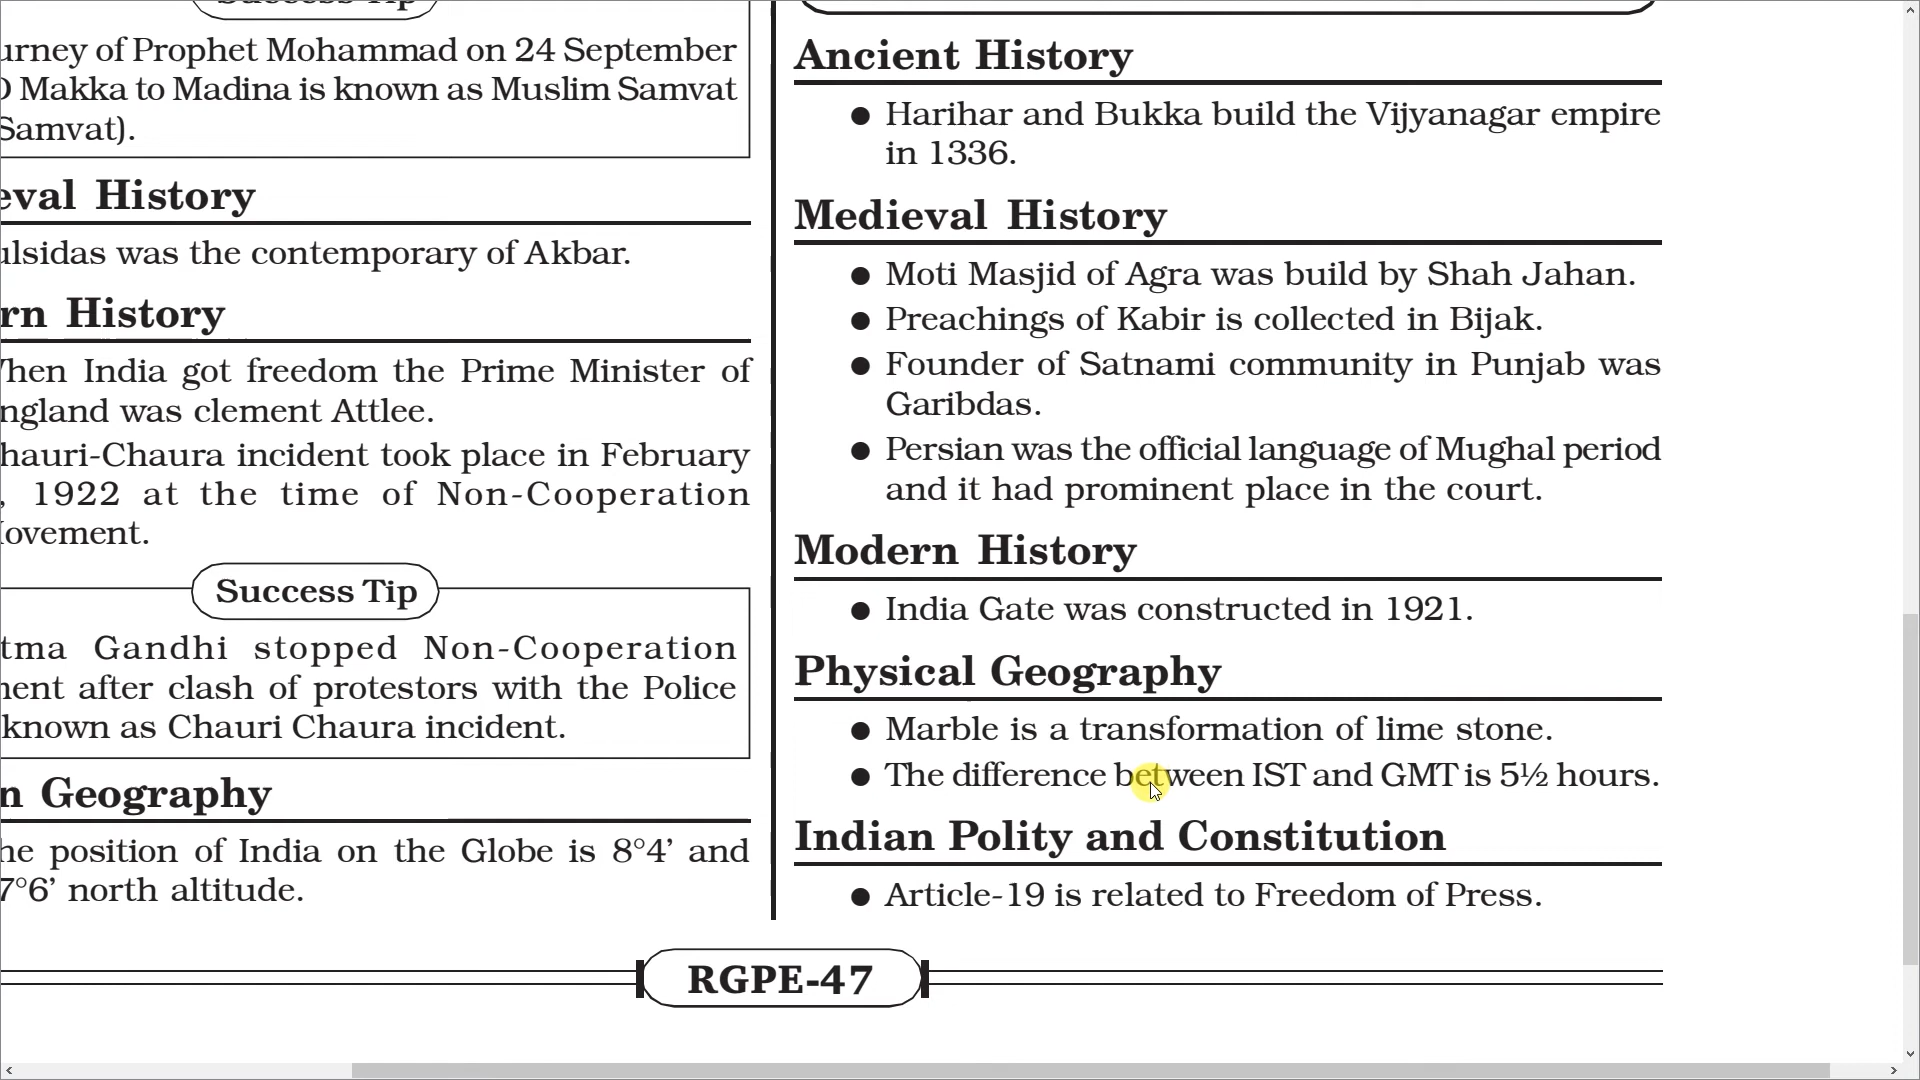 Success Tip
urney of Prophet Mohammad on 24 September
Makka to Madina is known as Muslim Samvat
Samvat).
eval History
ulsidas was the contemporary of Akbar.
rn History
hen India got freedom the Prime Minister of
ngland was clement Attlee.
hauri-Chaura incident took place in February
, 1922 at the time of Non-Cooperation
ovement.
Success Tip
tma Gandhi stopped Non-Cooperation
ent after clash of protestors with the Police
known as Chauri Chaura incident.
n Geography
he position of India on the Globe is 8°4’ and
7°6’ north altitude.
Ancient History
● Harihar and Bukka build the Vijyanagar empire
in 1336.
Medieval History
● Moti Masjid of Agra was build by Shah Jahan.
● Preachings of Kabir is collected in Bijak.
● Founder of Satnami community in Punjab was
Garibdas.
● Persian was the official language of Mughal period
and it had prominent place in the court.
Modern History
● India Gate was constructed in 1921.
Physical Geography
● Marble is a transformation of lime stone.
● The difference between IST and GMT is 5½ hours.
Indian Polity and Constitution
● Article-19 is related to Freedom of Press.
RGPE-47